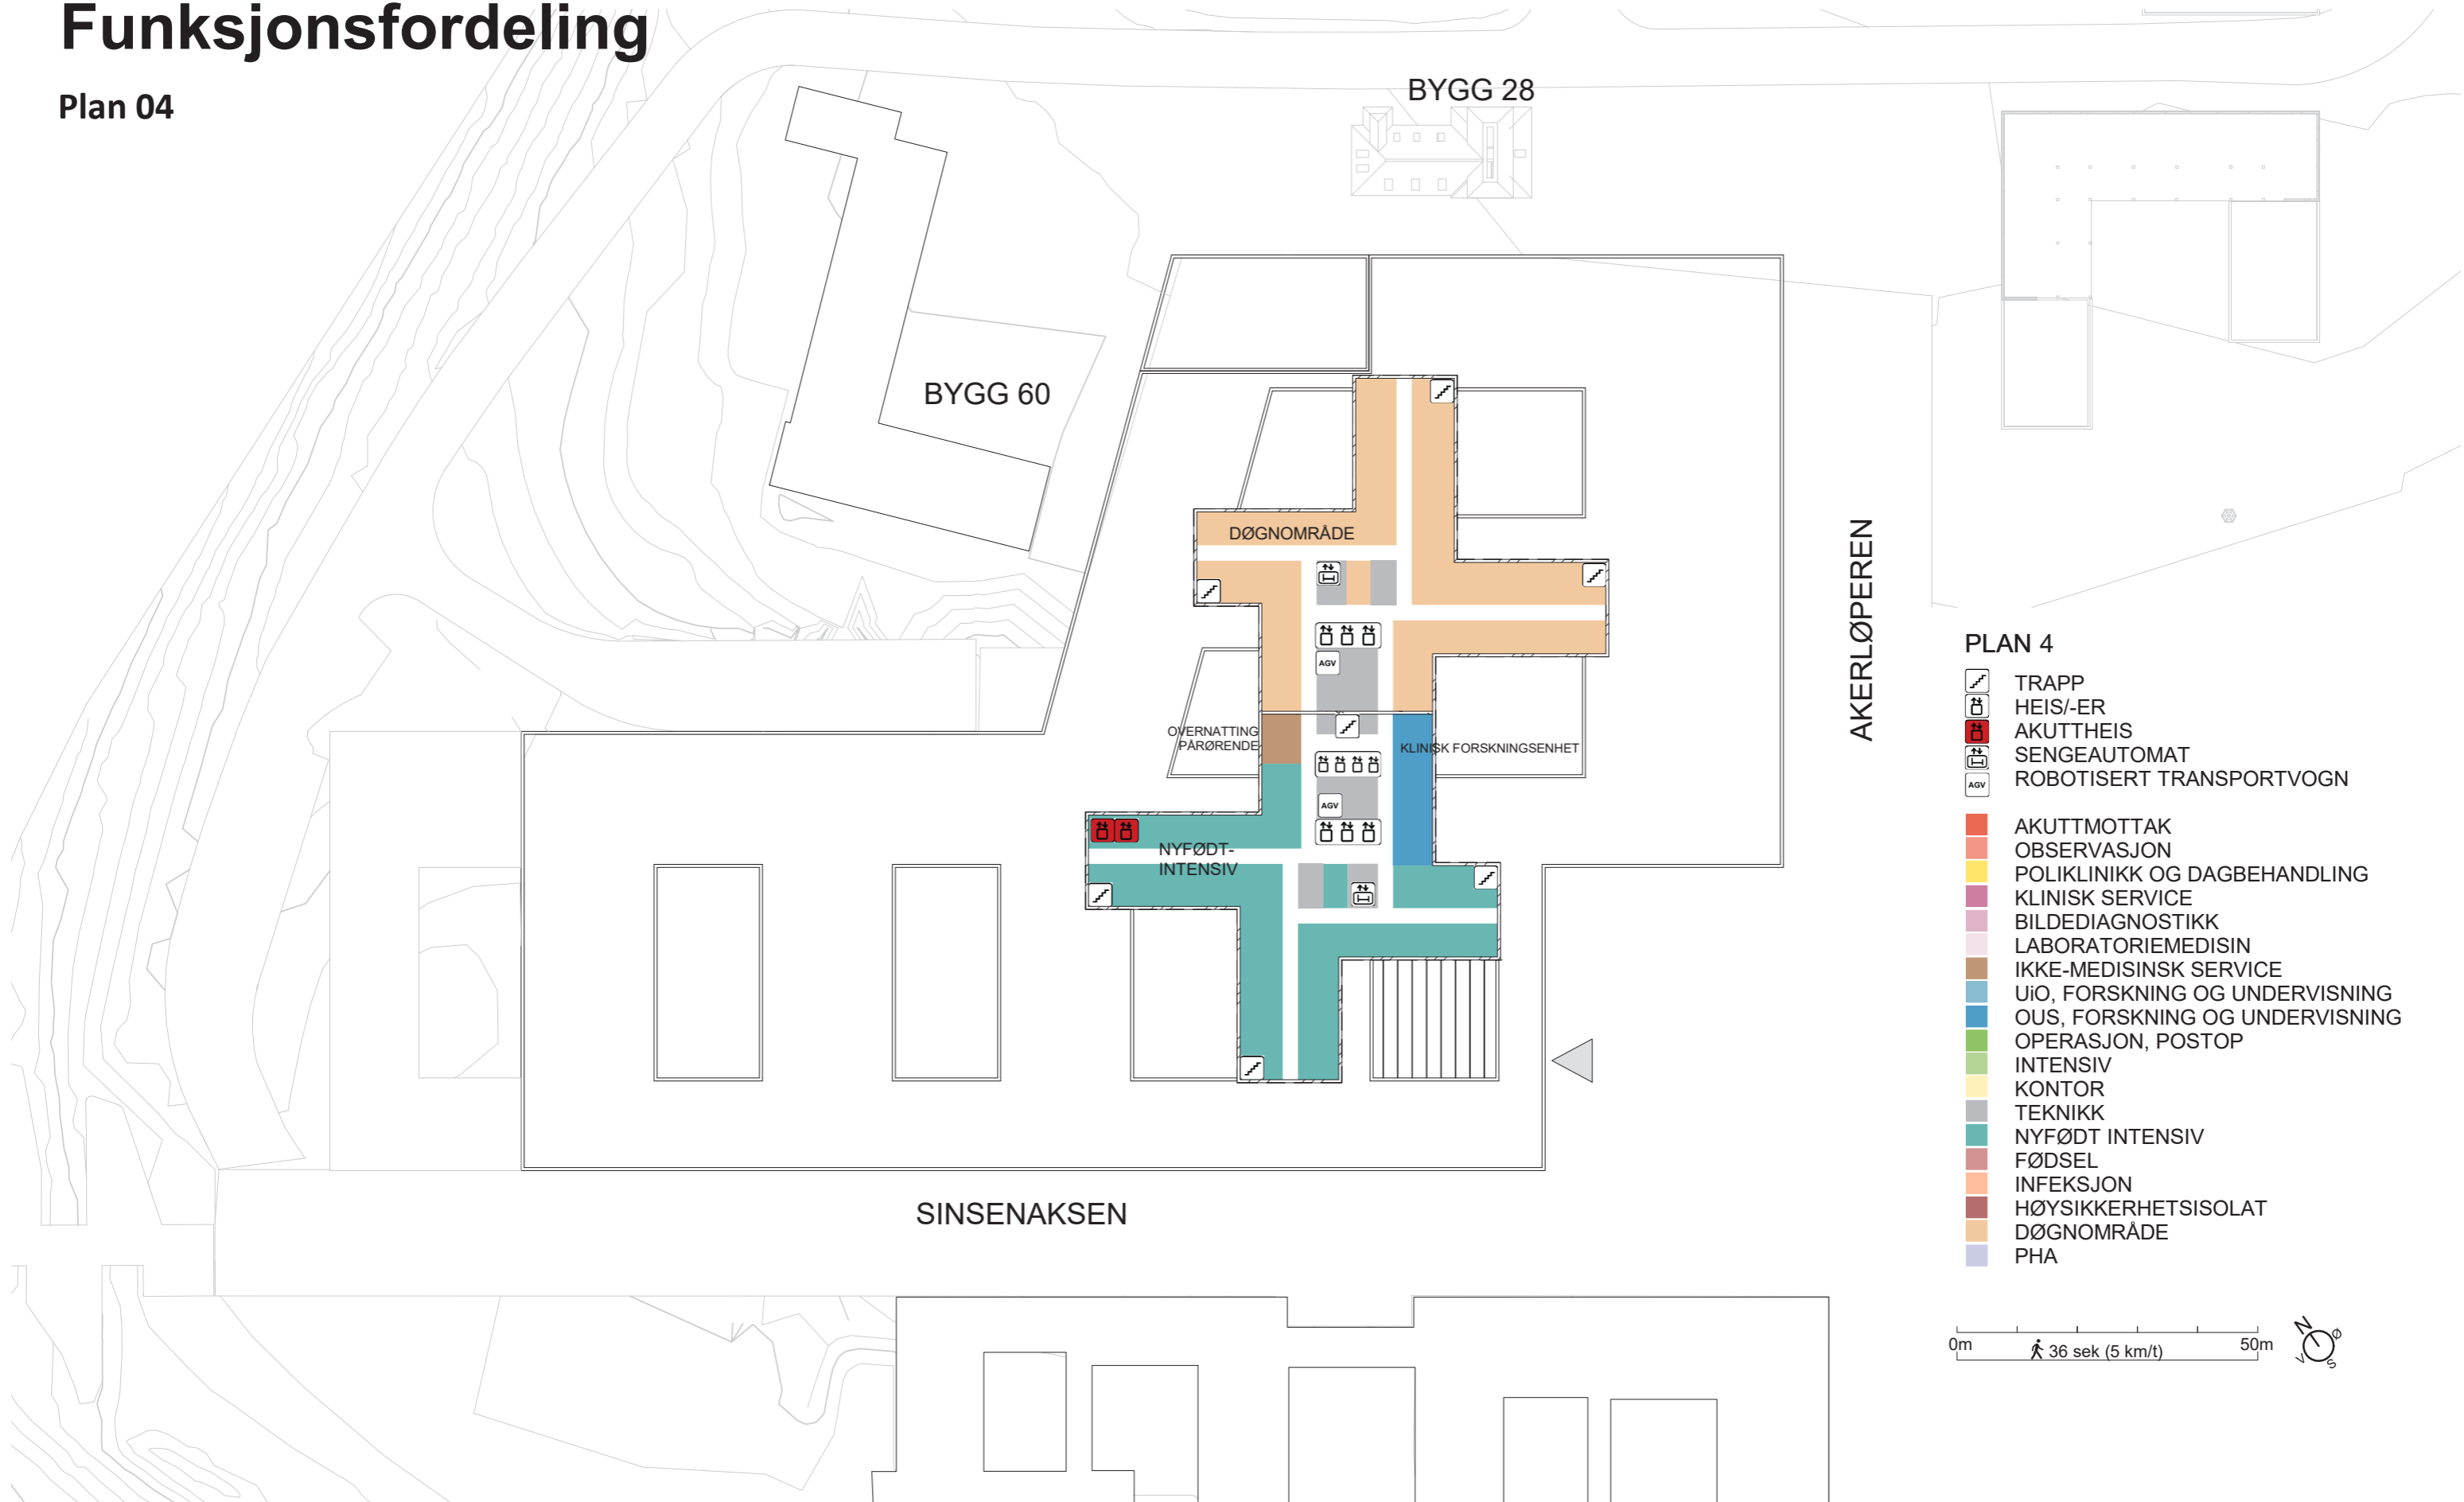 Funksjonsfordeling
Plan 04
BYGG 28
BYGG 60
DØGNOMRÅDE
AGV
OVERNATTING
PÅRØRENDE
KLINISK FORSKNINGSENHET
AGV
NYFØDT-
INTENSIV
AKERLØPEREN
SINSENAKSEN
PLAN 4
TRAPP
HEIS/-ER
AKUTTHEIS
SENGEAUTOMAT
AGV ROBOTISERT TRANSPORTVOGN
AKUTTMOTTAK
OBSERVASJON
POLIKLINIKK OG DAGBEHANDLING
KLINISK SERVICE
BILDEDIAGNOSTIKK
LABORATORIEMEDISIN
IKKE-MEDISINSK SERVICE
UiO, FORSKNING OG UNDERVISNING
OUS, FORSKNING OG UNDERVISNING
OPERASJON, POSTOP
INTENSIV
KONTOR
TEKNIKK
NYFØDT INTENSIV
FØDSEL
INFEKSJON
HØYSIKKERHETSISOLAT
DØGNOMRÅDE
PHA
0m 36 sek (5 km/t) 50m
N Ø
V S